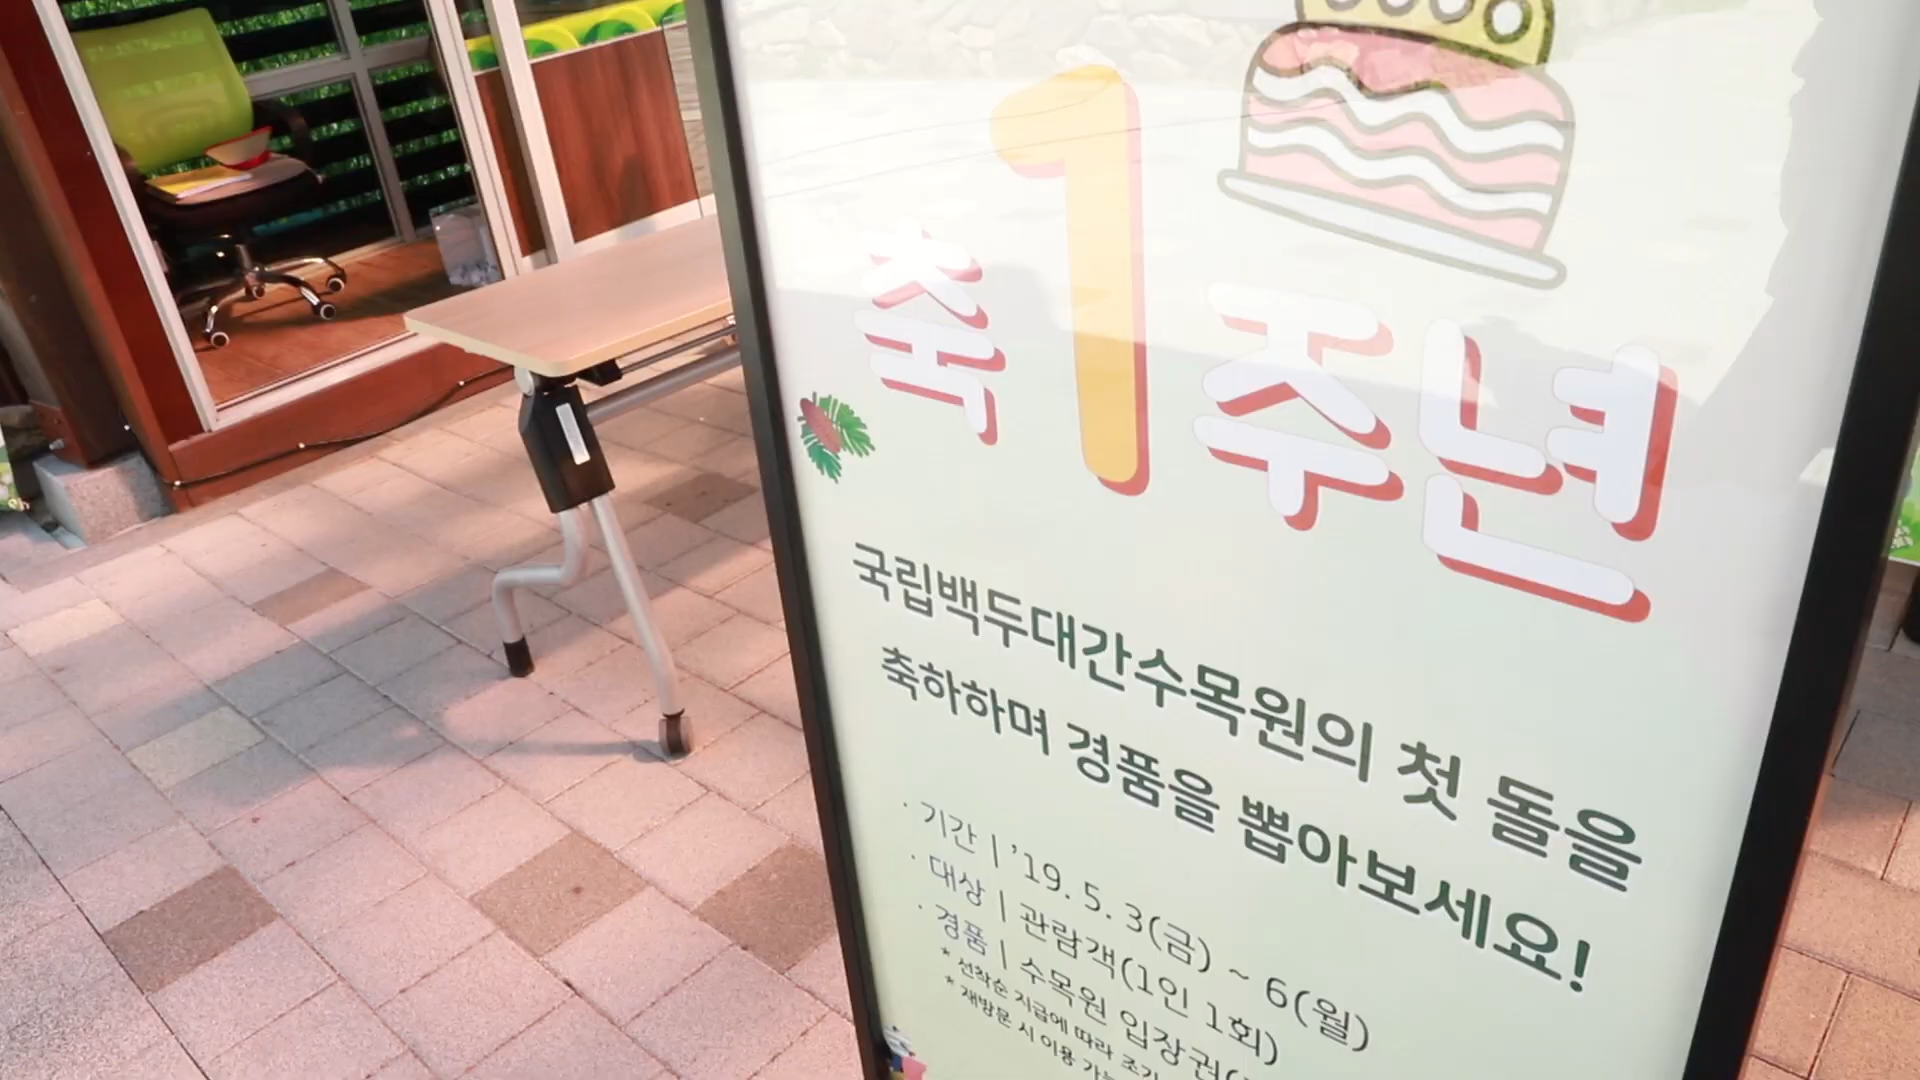 축 1주년
국립백두대간수목원의 첫 돌을
축하하며 경품을 뽑아보세요!
· 기간 | '19. 5. 3(금) ~ 6(월)
· 대상 | 관람객(1인 1회)
· 경품 | 수목원 입장권(
* 선착순 지급에 따라 조기
* 재방문 시 이용 가능